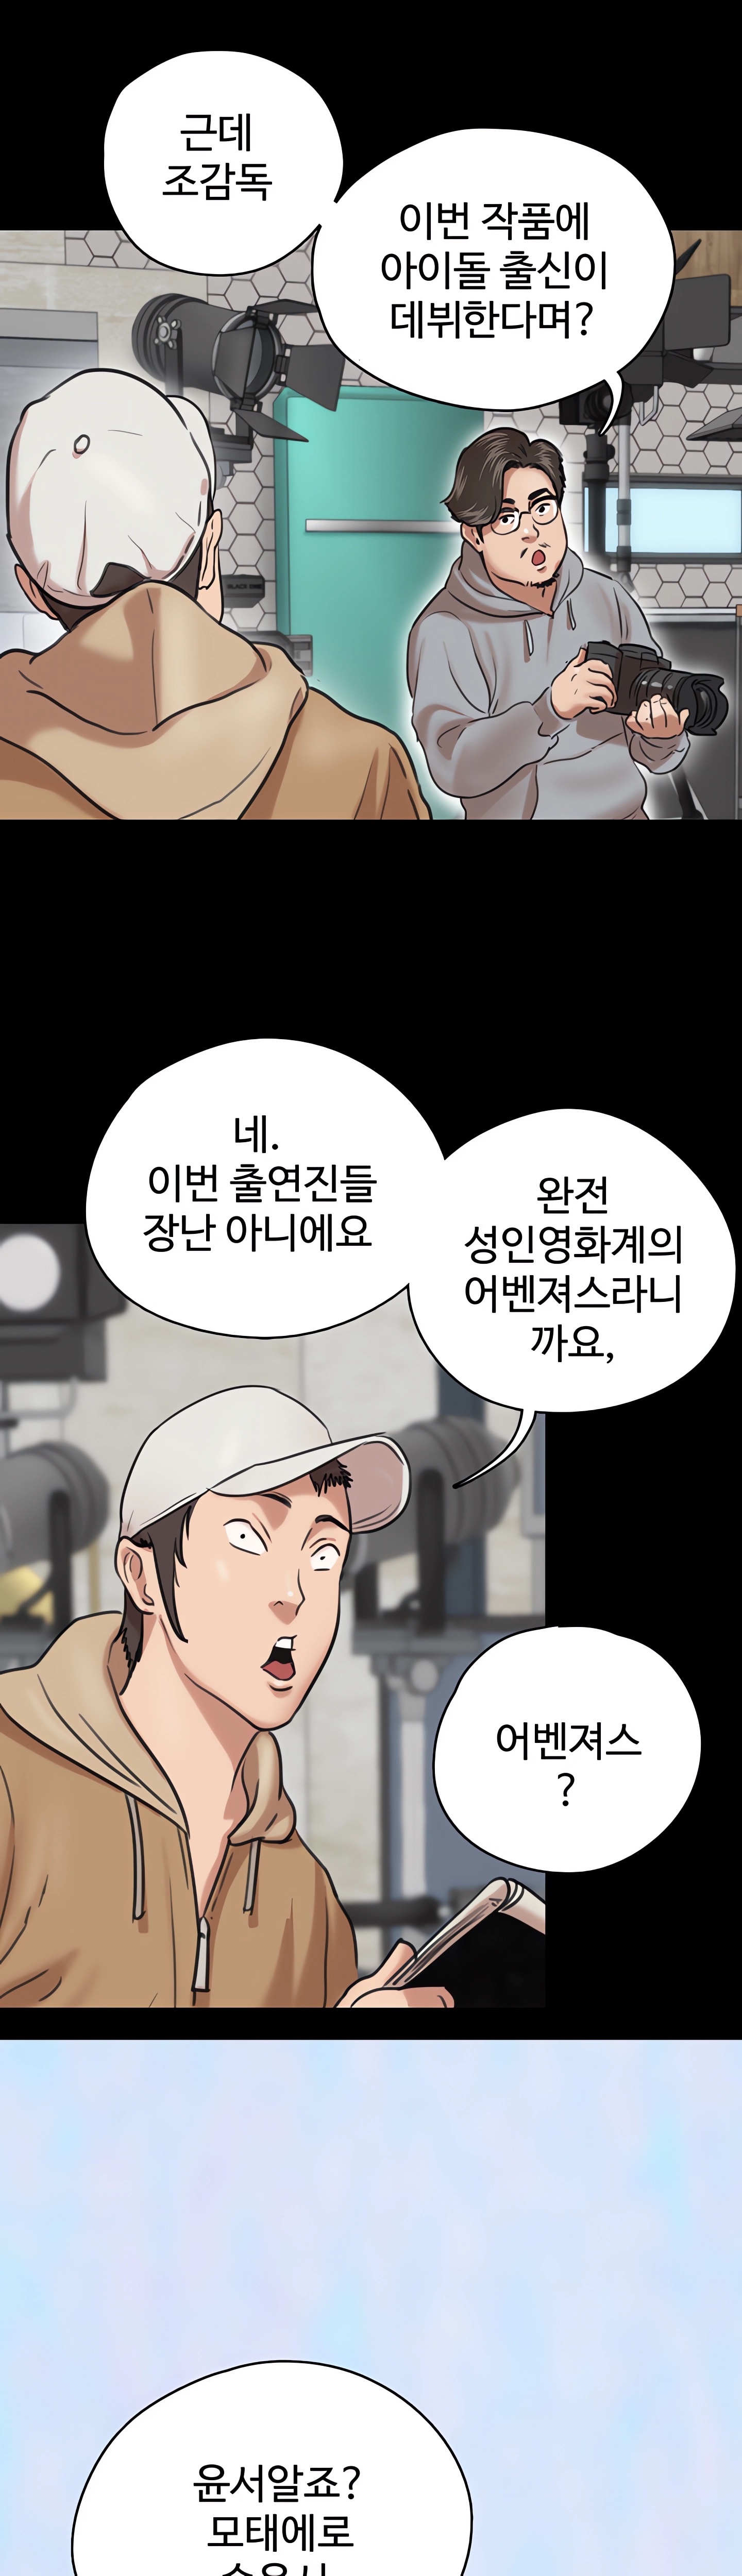 근데
조감독
이번 작품에
아이돌 출신이
데뷔한다며?
BLACK ONE
네.
이번 출연진들
장난 아니에요
완전
성인영화계의
어벤져스라니
까요,
어벤져스
?
윤서알죠?
모태에로